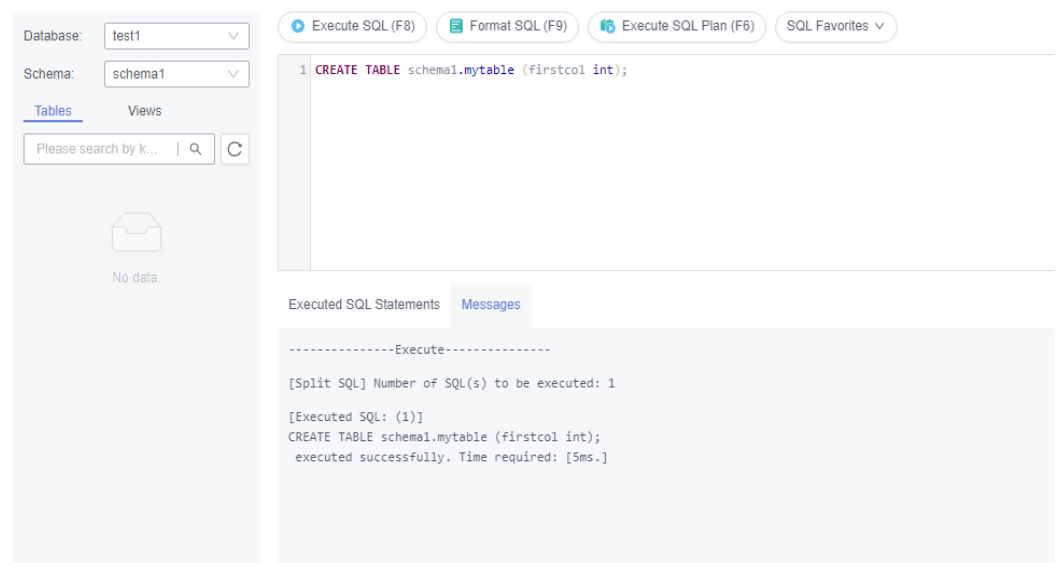 Database: test1
Schema: schema1
Tables Views
Please search by k...
No data.
Execute SQL (F8) Format SQL (F9) Execute SQL Plan (F6) SQL Favorites
1 CREATE TABLE schema1.mytable (firstcol int);
Executed SQL Statements Messages
---------------Execute---------------
[Split SQL] Number of SQL(s) to be executed: 1
[Executed SQL: (1)]
CREATE TABLE schema1.mytable (firstcol int);
executed successfully. Time required: [5ms.]